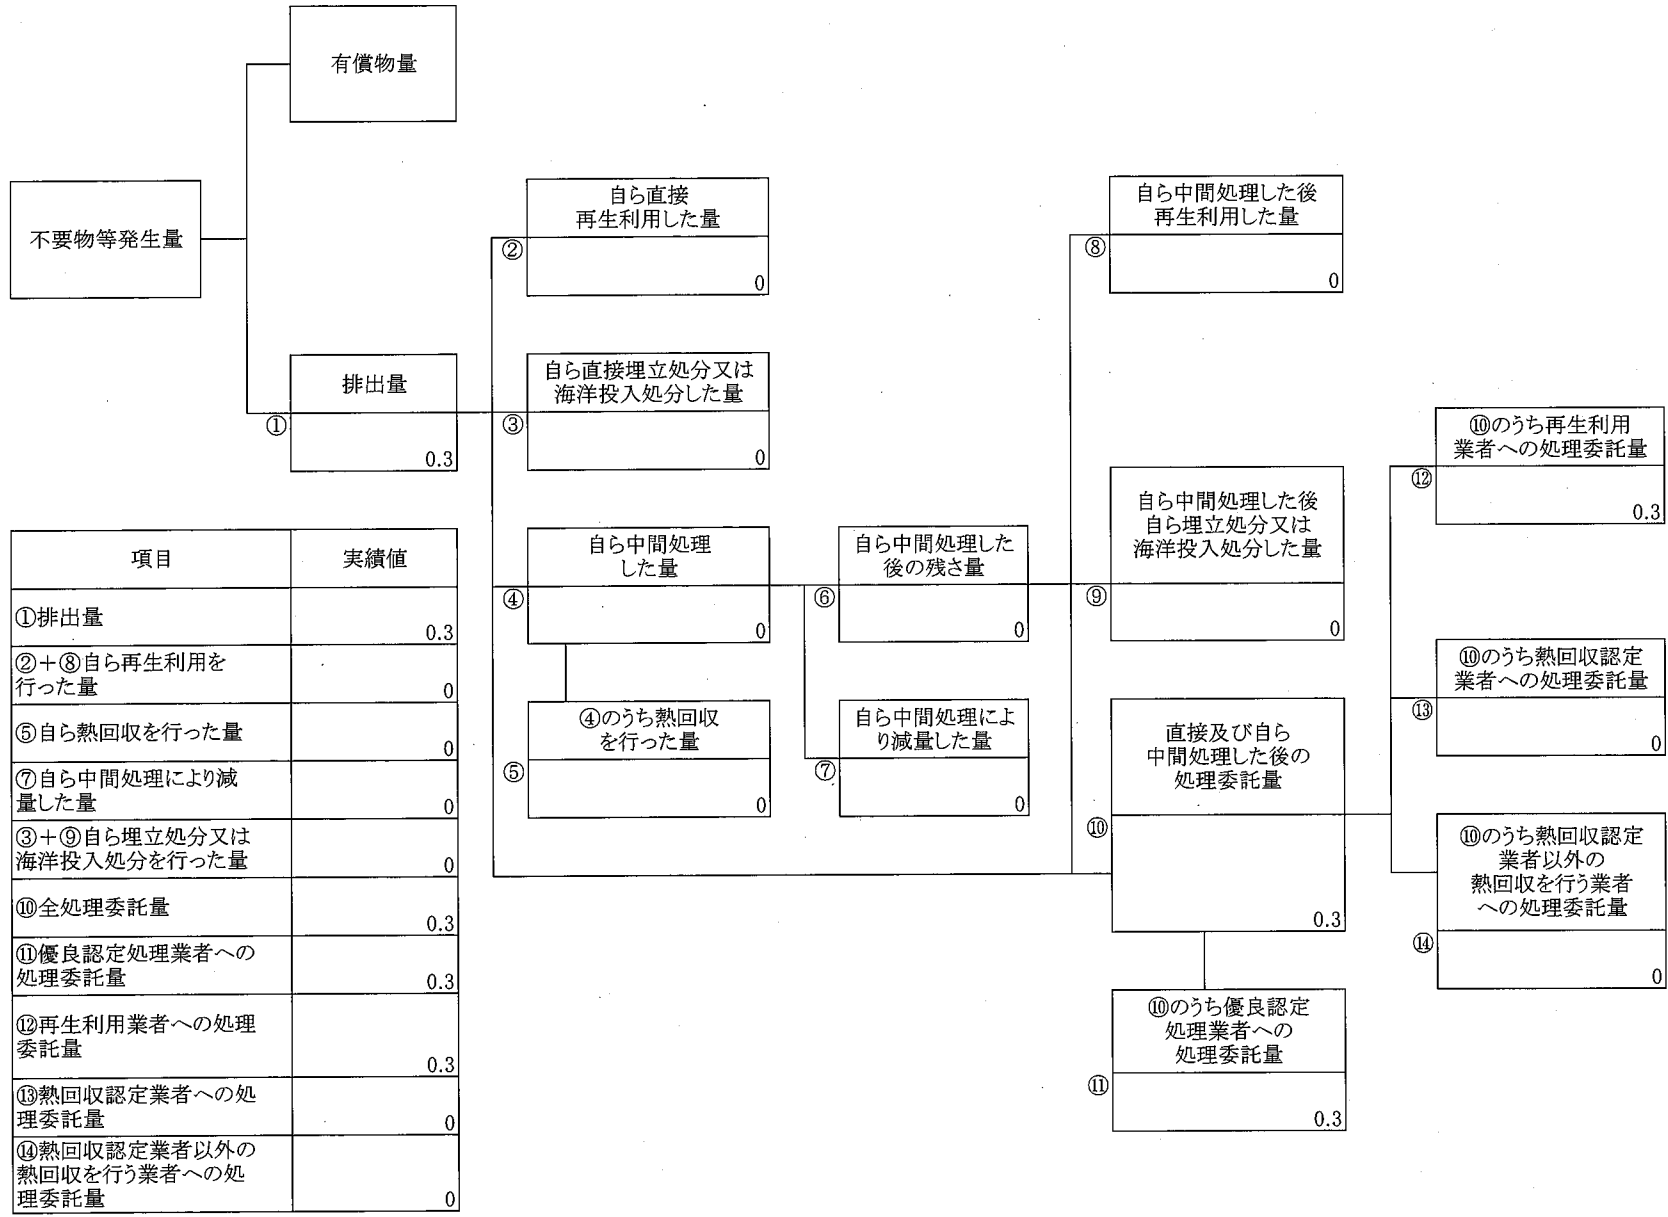 有償物量
不要物等発生量
排出量
①
0.3
自ら直接
再生利用した量
②
0
自ら直接埋立処分又は
海洋投入処分した量
③
0
自ら中間処理
した量
④
0
④のうち熱回収
を行った量
⑤
0
自ら中間処理した
後の残さ量
⑥
0
自ら中間処理によ
り減量した量
⑦
0
自ら中間処理した後
再生利用した量
⑧
0
自ら中間処理した後
自ら埋立処分又は
海洋投入処分した量
⑨
0
直接及び自ら
中間処理した後の
処理委託量
⑩
0.3
⑩のうち優良認定
処理業者への
処理委託量
⑪
0.3
⑩のうち再生利用
業者への処理委託量
⑫
0.3
⑩のうち熱回収認定
業者への処理委託量
⑬
0
⑩のうち熱回収認定
業者以外の
熱回収を行う業者
への処理委託量
⑭
0
項目 実績値
①排出量
0.3
②+⑧自ら再生利用を
行った量
0
⑤自ら熱回収を行った量
0
⑦自ら中間処理により減
量した量
0
③+⑨自ら埋立処分又は
海洋投入処分を行った量
0
⑩全処理委託量
0.3
⑪優良認定処理業者への
処理委託量
0.3
⑫再生利用業者への処理
委託量
0.3
⑬熱回収認定業者への処
理委託量
0
⑭熱回収認定業者以外の
熱回収を行う業者への処
理委託量
0